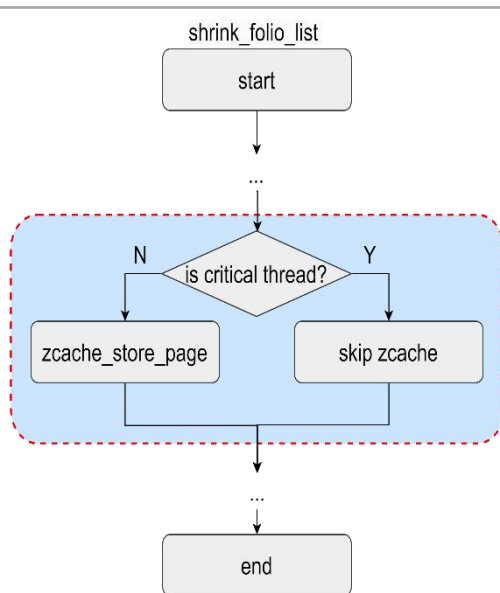 shrink_folio_list
start
...
is critical thread?
N
Y
zcache_store_page
skip zcache
...
end